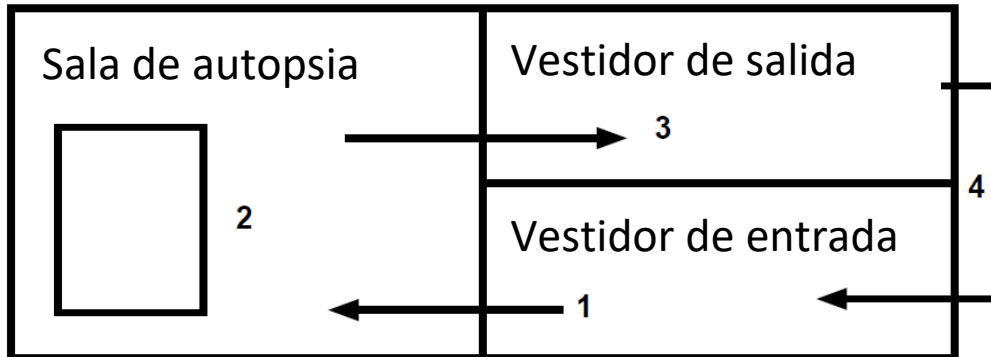 Sala de autopsia
Vestidor de salida
3
4
2
Vestidor de entrada
1